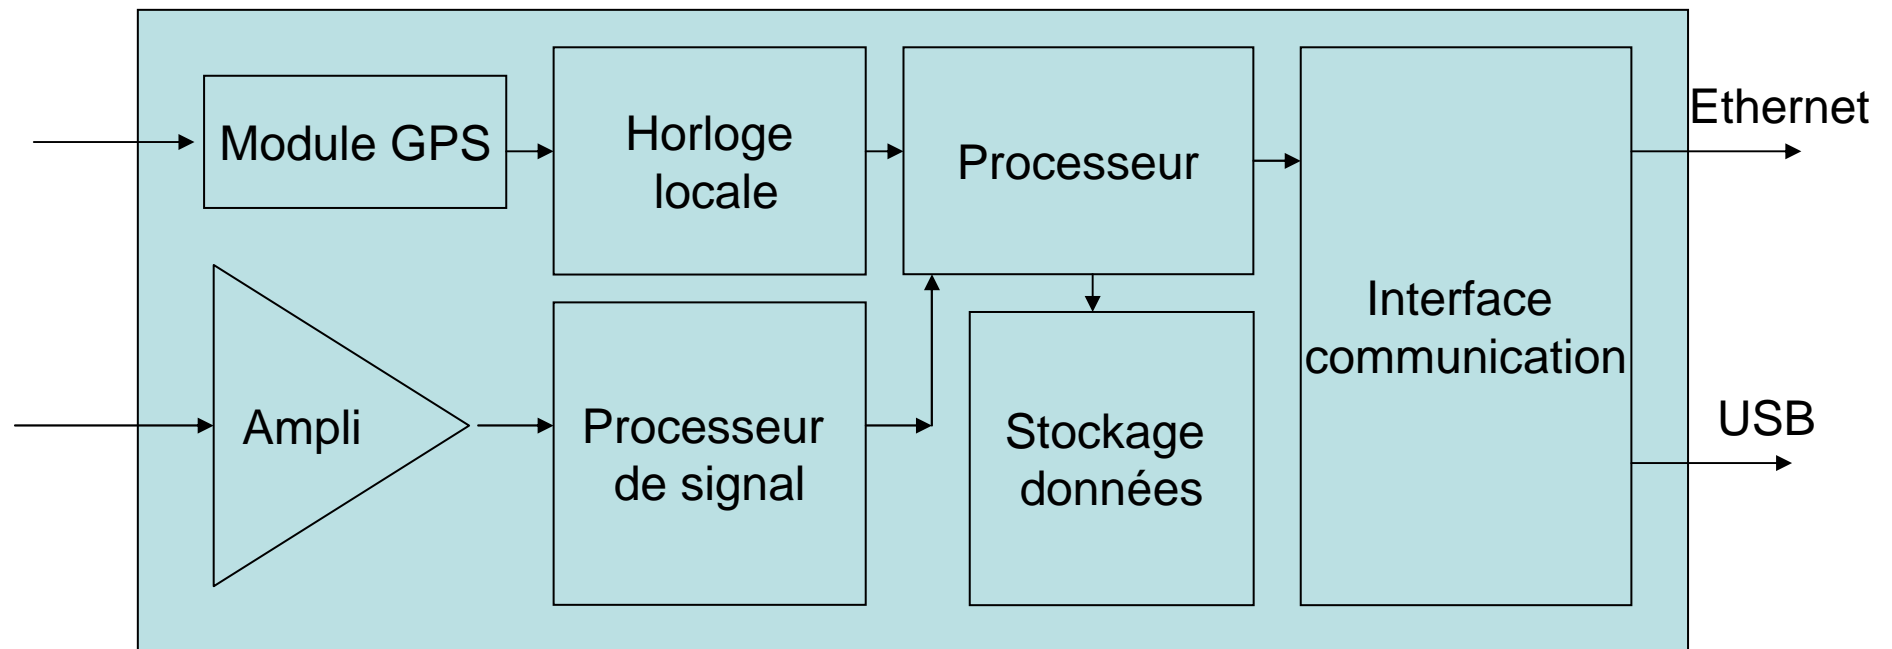 Module GPS
Horloge
locale
Processeur
Ethernet
Interface
communication
Ampli
Processeur
de signal
Stockage
données
USB